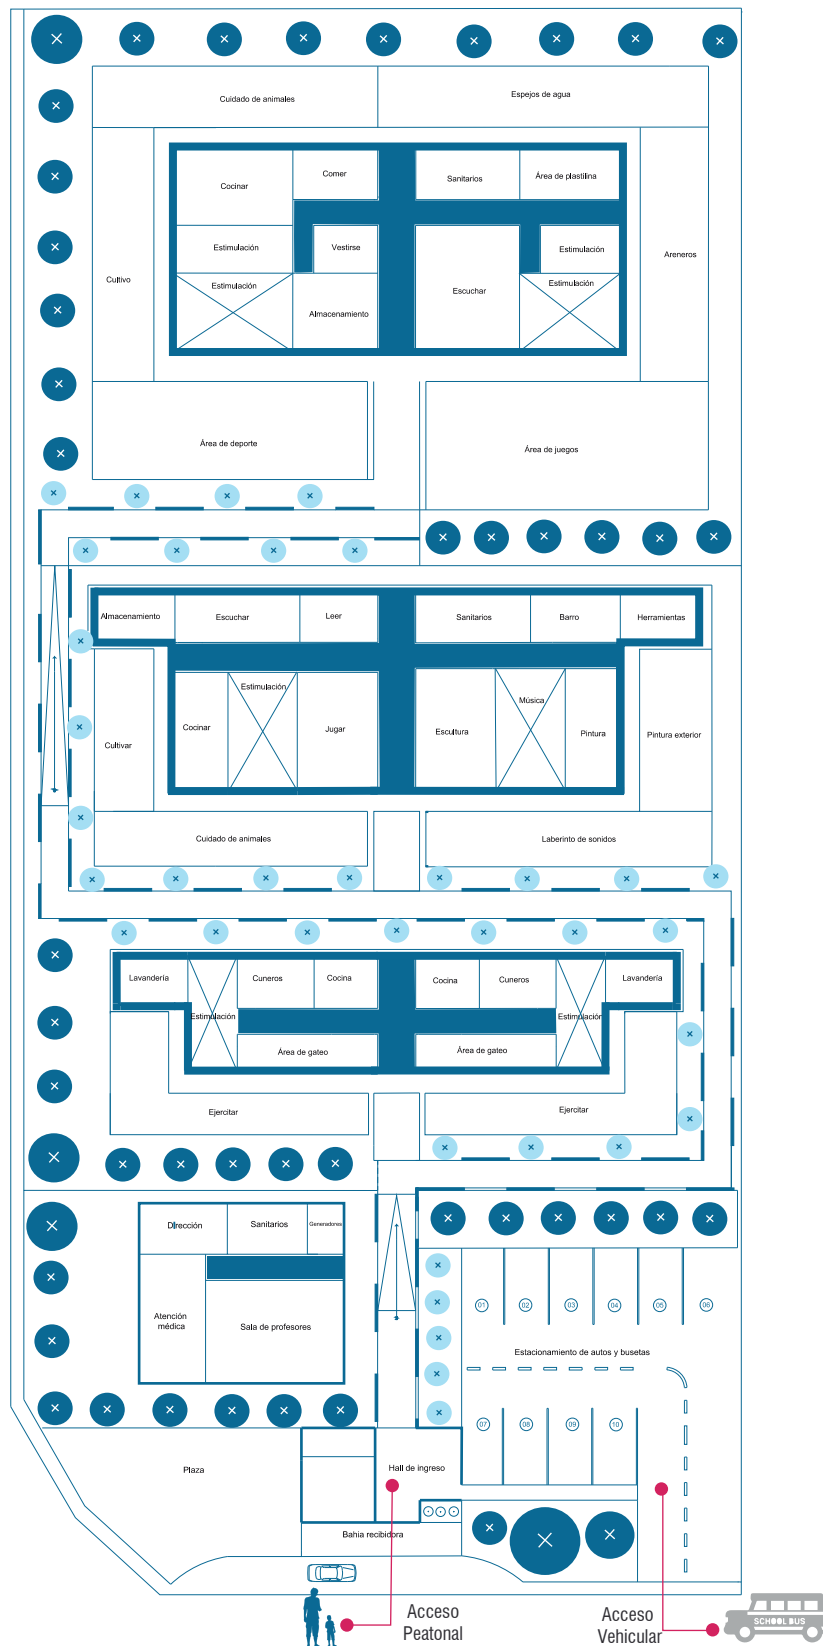 Cuidado de animales
Espejos de agua
Cocinar
Comer
Sanitarios
Área de plastilina
Estimulación
Vestirse
Estimulación
Areneros
Cultivo
Estimulación
Almacenamiento
Escuchar
Estimulación
Área de deporte
Área de juegos
Almacenamiento
Escuchar
Leer
Sanitarios
Barro
Herramientas
Estimulación
Música
Cocinar
Jugar
Escultura
Pintura
Cultivar
Pintura exterior
Cuidado de animales
Laberinto de sonidos
Lavandería
Cuneros
Cocina
Cocina
Cuneros
Lavandería
Estimulación
Estimulación
Área de gateo
Área de gateo
Ejercitar
Ejercitar
Dirección
Sanitarios
Generadores
01
02
03
04
05
06
Atención
médica
Sala de profesores
Estacionamiento de autos y busetas
07
08
09
10
Plaza
Hall de ingreso
Bahia recibidora
Acceso
Peatonal
Acceso
Vehicular
SCHOOL BUS